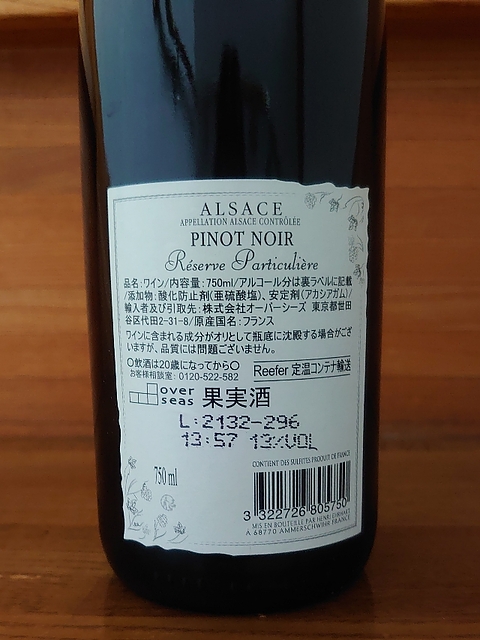 ALSACE
APPELLATION ALSACE CONTRÔLÉE
PINOT NOIR
Réserve Particulière
品名:ワイン/内容量:750ml/アルコール分は裏ラベルに記載
/添加物:酸化防止剤(亜硫酸塩)、安定剤(アカシアガム)/
輸入者及び引取先:株式会社オーバーシーズ 東京都世田
谷区代田2-31-8/原産国名:フランス
ワインに含まれる成分がオリとして瓶底に沈殿する場合がござ
いますが、品質には問題ございません。
〇飲酒は20歳になってから〇
お客様相談室:0120-522-582
Reefer 定温コンテナ輸送
over
seas
果実酒
L:2132-296
13:57 13%VOL
CONTIENT DES SULFITES PRODUIT DE FRANCE
750 ml
3 322726 805750
MIS EN BOUTEILLE PAR HENRI EHRHART
A 68770 AMMERSCHWIHR FRANCE